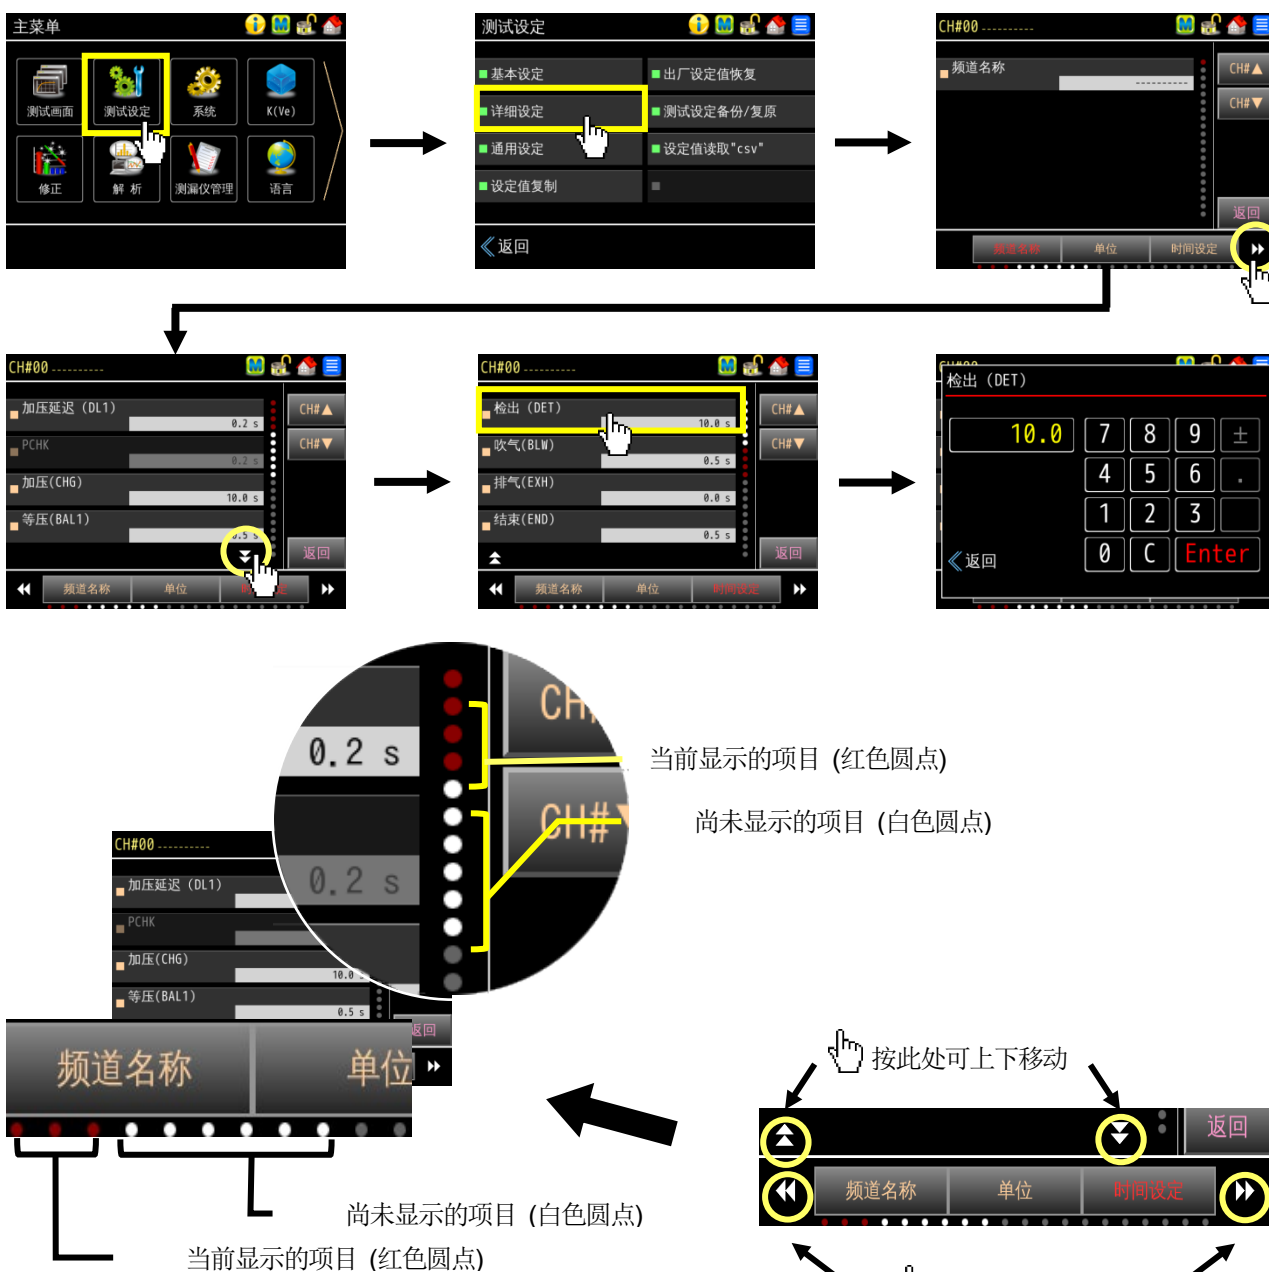 主菜单
测试画面
测试设定
系统
K(Ve)
修正
解 析
测漏仪管理
语言
测试设定
基本设定
出厂设定值恢复
详细设定
测试设定备份/复原
通用设定
设定值读取"csv"
设定值复制
返回
CH#00 ----------
频道名称
----------
CH#▲
CH#▼
返回
频道名称
单位
时间设定
CH#00 ----------
加压延迟 (DL1)
0.2 s
PCHK
0.2 s
加压(CHG)
10.0 s
等压(BAL1)
0.5 s
CH#▲
CH#▼
返回
频道名称
单位
CH#00 ----------
检出 (DET)
10.0 s
吹气(BLW)
0.5 s
排气(EXH)
0.0 s
结束(END)
0.5 s
CH#▲
CH#▼
返回
频道名称
单位
时间设定
检出 (DET)
10.0
7 8 9 ±
4 5 6 .
1 2 3
0 C Enter
返回
0.2 s
0.2 s
CH#
CH#▼
当前显示的项目 (红色圆点)
尚未显示的项目 (白色圆点)
CH#00 ----------
加压延迟 (DL1)
PCHK
加压(CHG)
10.0
等压(BAL1)
0.5 s
返回
频道名称
单位
尚未显示的项目 (白色圆点)
当前显示的项目 (红色圆点)
按此处可上下移动
返回
频道名称
单位
时间设定